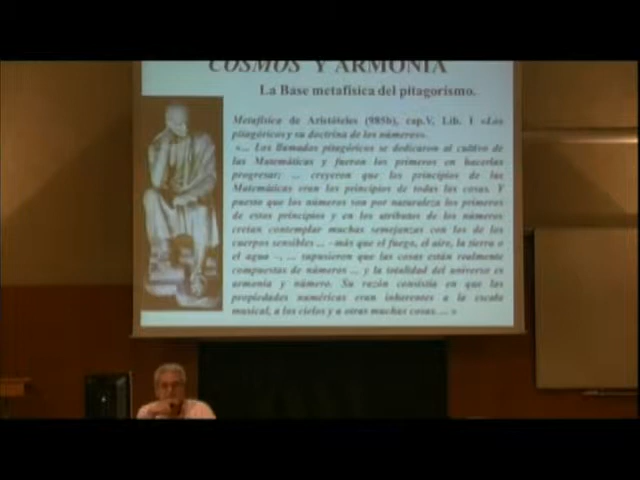 COSMOS Y ARMONÍA
La Base metafísica del pitagorismo.
Metafísica de Aristóteles (985b), cap.V, Lib. I «Los
pitagóricos y su doctrina de los números».
«... Los llamados pitagóricos se dedicaron al cultivo de
las Matemáticas y fueron los primeros en hacerlas
progresar; ... creyeron que los principios de las
Matemáticas eran los principios de todas las cosas. Y
puesto que los números son por naturaleza los primeros
de estos principios y en los atributos de los números
creían contemplar muchas semejanzas con los de los
cuerpos sensibles ... –más que el fuego, el aire, la tierra o
el agua –, ... supusieron que las cosas están realmente
compuestas de números ... y la totalidad del universo es
armonía y número. Su razón consistía en que las
propiedades numéricas eran inherentes a la escala
musical, a los cielos y a otras muchas cosas. ... »